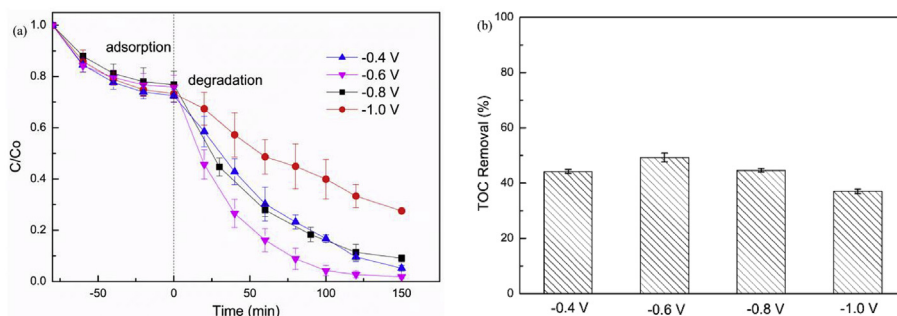 (a)
1.0
0.8
0.6
0.4
0.2
0.0
C/Co
adsorption
degradation
-0.4 V
-0.6 V
-0.8 V
-1.0 V
-50
0
50
100
150
Time (min)
(b)
100
80
60
40
20
0
TOC Removal (%)
-0.4 V
-0.6 V
-0.8 V
-1.0 V